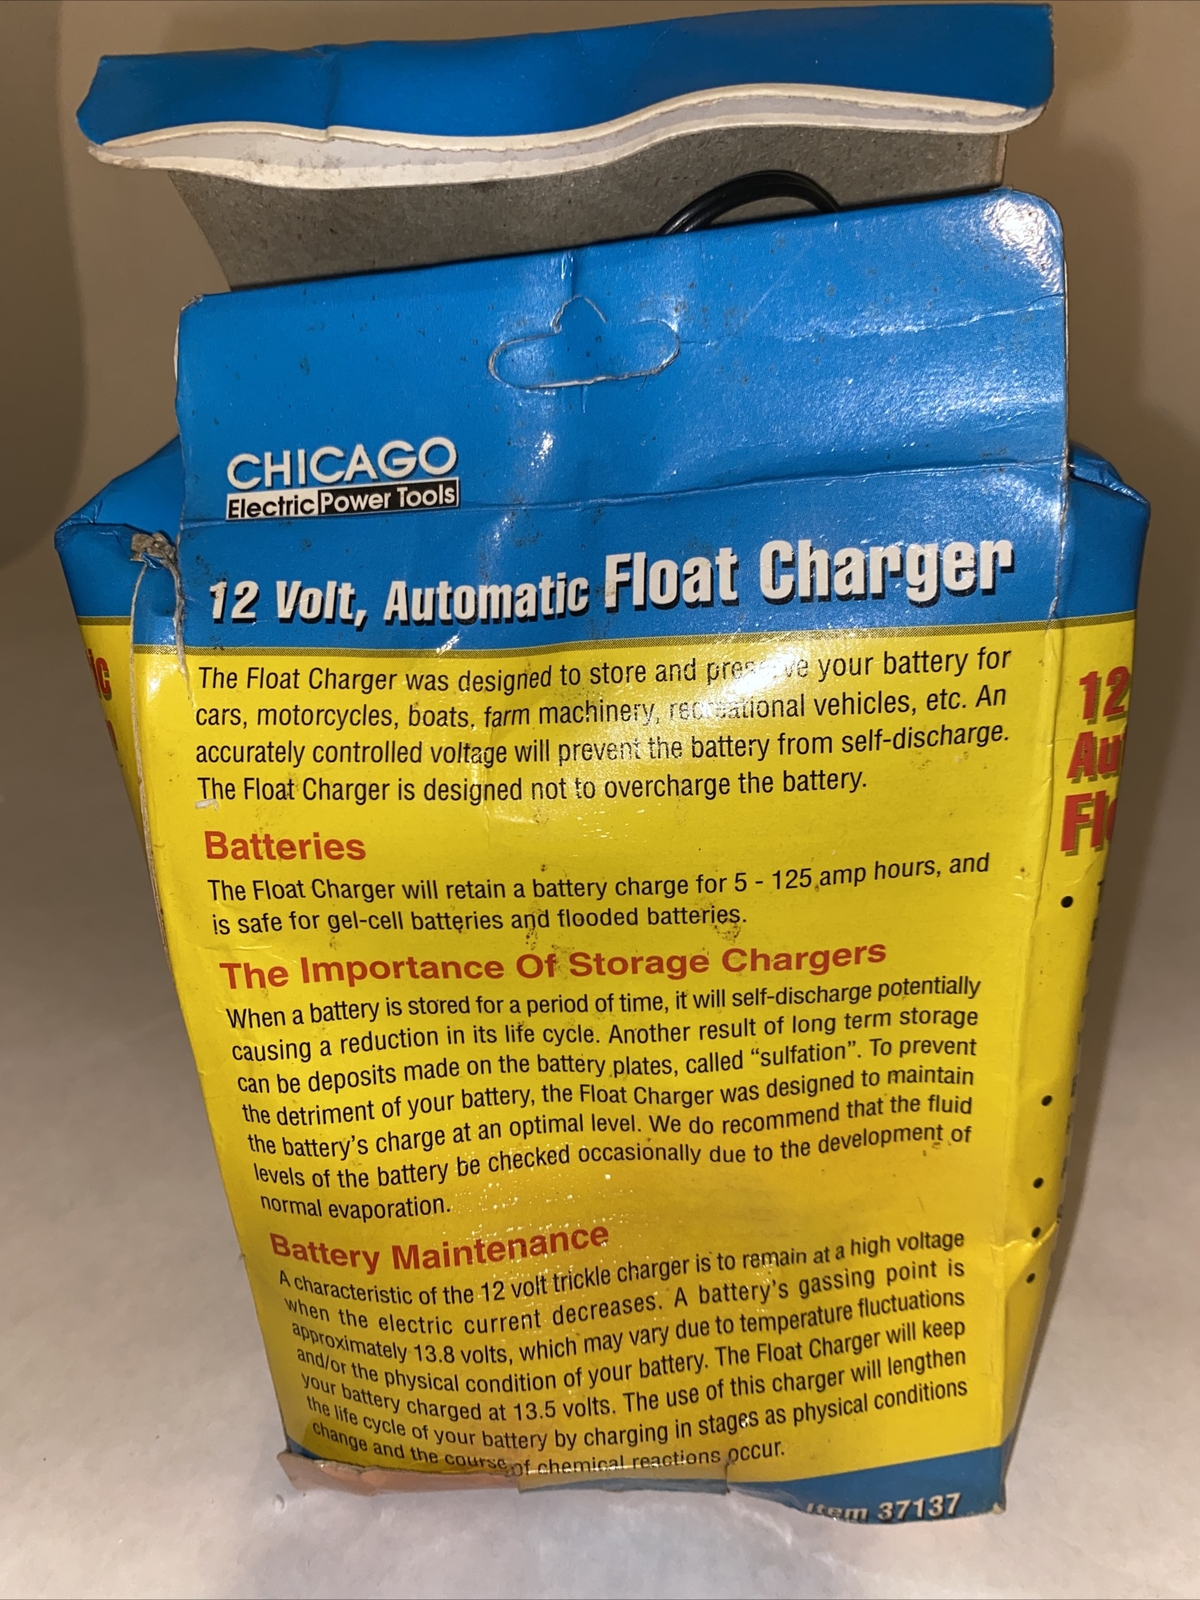 CHICAGO
Electric Power Tools
12 Volt, Automatic Float Charger
The Float Charger was designed to store and preserve your battery for
cars, motorcycles, boats, farm machinery, recreational vehicles, etc. An
accurately controlled voltage will prevent the battery from self-discharge.
The Float Charger is designed not to overcharge the battery.
Batteries
The Float Charger will retain a battery charge for 5 - 125 amp hours, and
is safe for gel-cell batteries and flooded batteries.
The Importance Of Storage Chargers
When a battery is stored for a period of time, it will self-discharge potentially
causing a reduction in its life cycle. Another result of long term storage
can be deposits made on the battery plates, called “sulfation”. To prevent
the detriment of your battery, the Float Charger was designed to maintain
the battery's charge at an optimal level. We do recommend that the fluid
levels of the battery be checked occasionally due to the development of
normal evaporation.
Battery Maintenance
A characteristic of the 12 volt trickle charger is to remain at a high voltage
when the electric current decreases. A battery's gassing point is
approximately 13.8 volts, which may vary due to temperature fluctuations
and/or the physical condition of your battery. The Float Charger will keep
your battery charged at 13.5 volts. The use of this charger will lengthen
the life cycle of your battery by charging in stages as physical conditions
change and the course of chemical reactions occur.
Item 37137
ic
12
Au
Flo